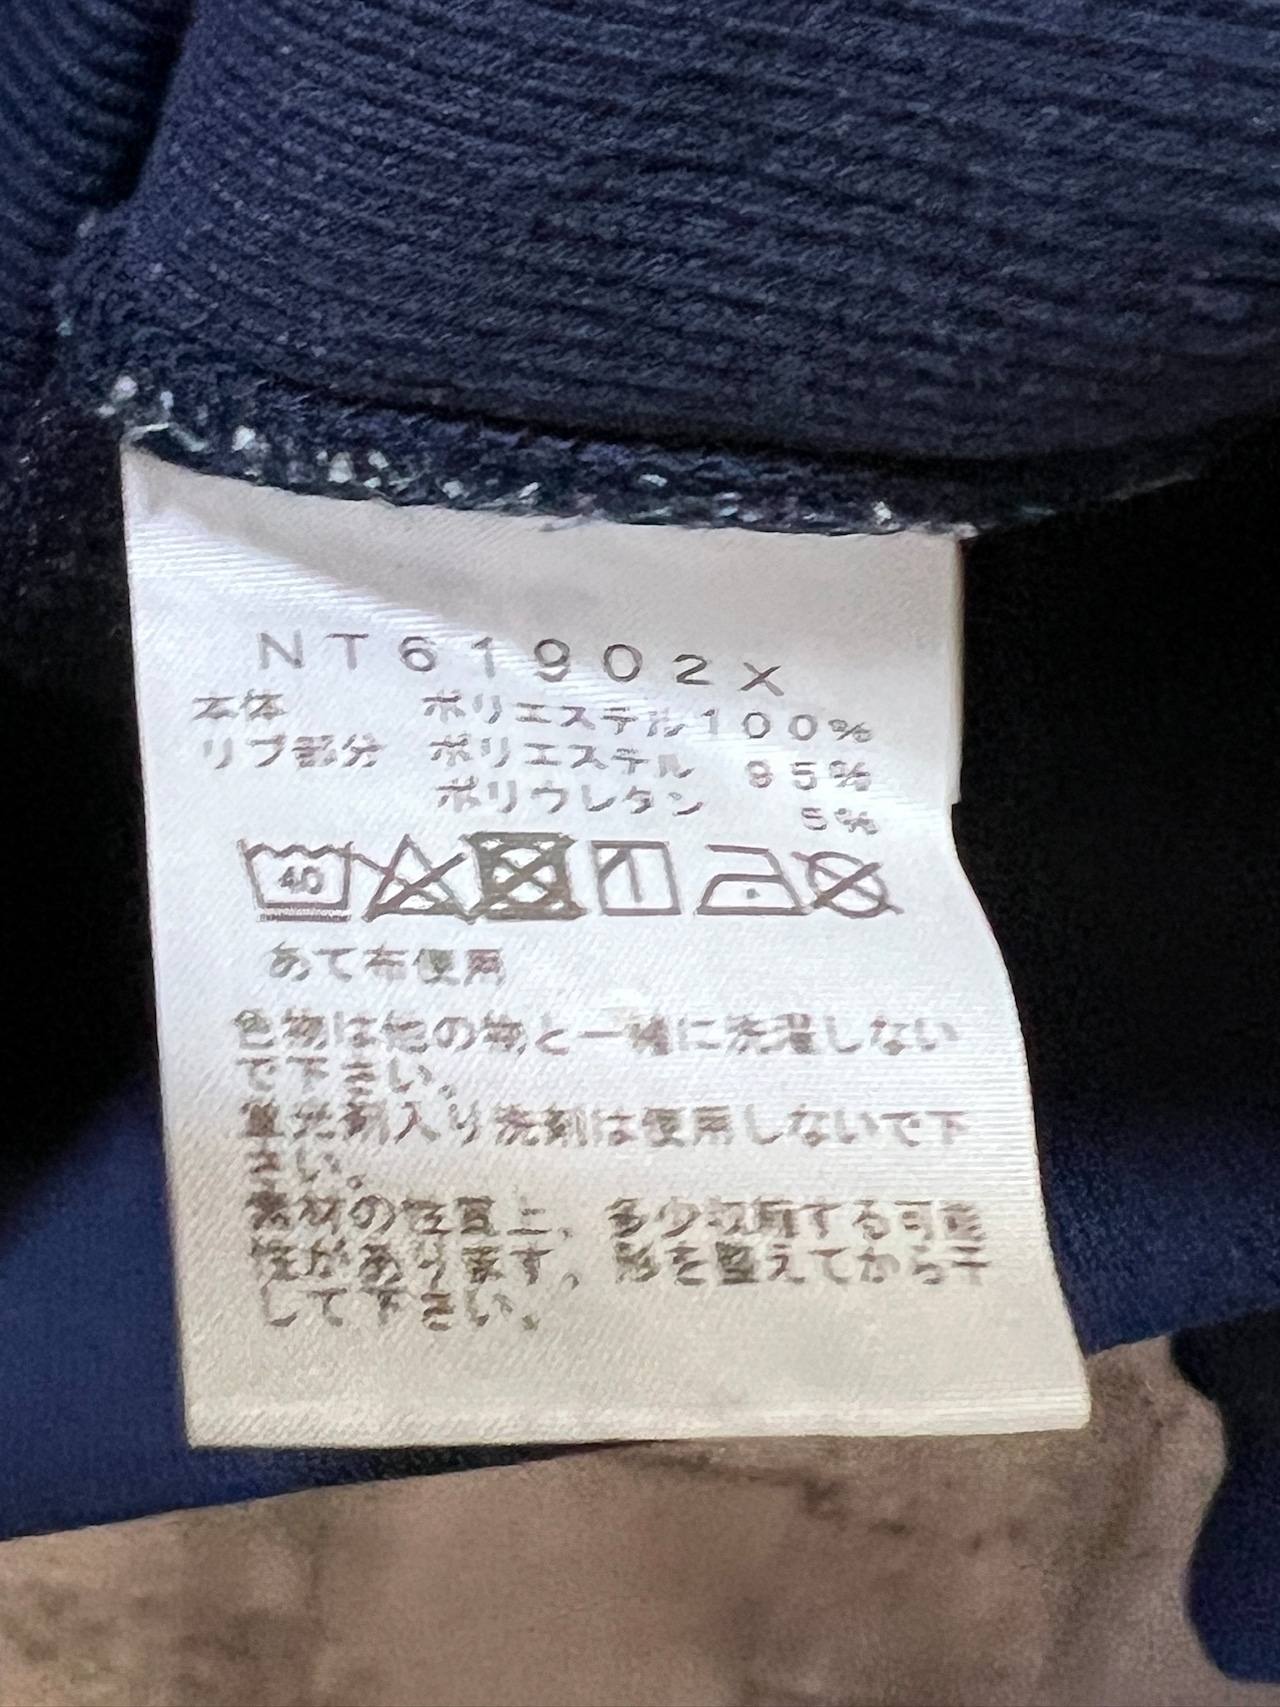 NT61902X
本体 ポリエステル100%
リブ部分 ポリエステル 95%
ポリウレタン 5%
40
あて布使用
色物は他の物と一緒に洗濯しない
で下さい。
蛍光剤入り洗剤は使用しないで下
さい。
素材の性質上、多少収縮する可能
性があります。形を整えてから干
して下さい。